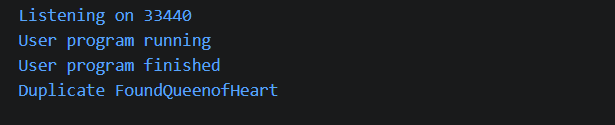 Listening on 33440
User program running
User program finished
Duplicate FoundQueenofHeart